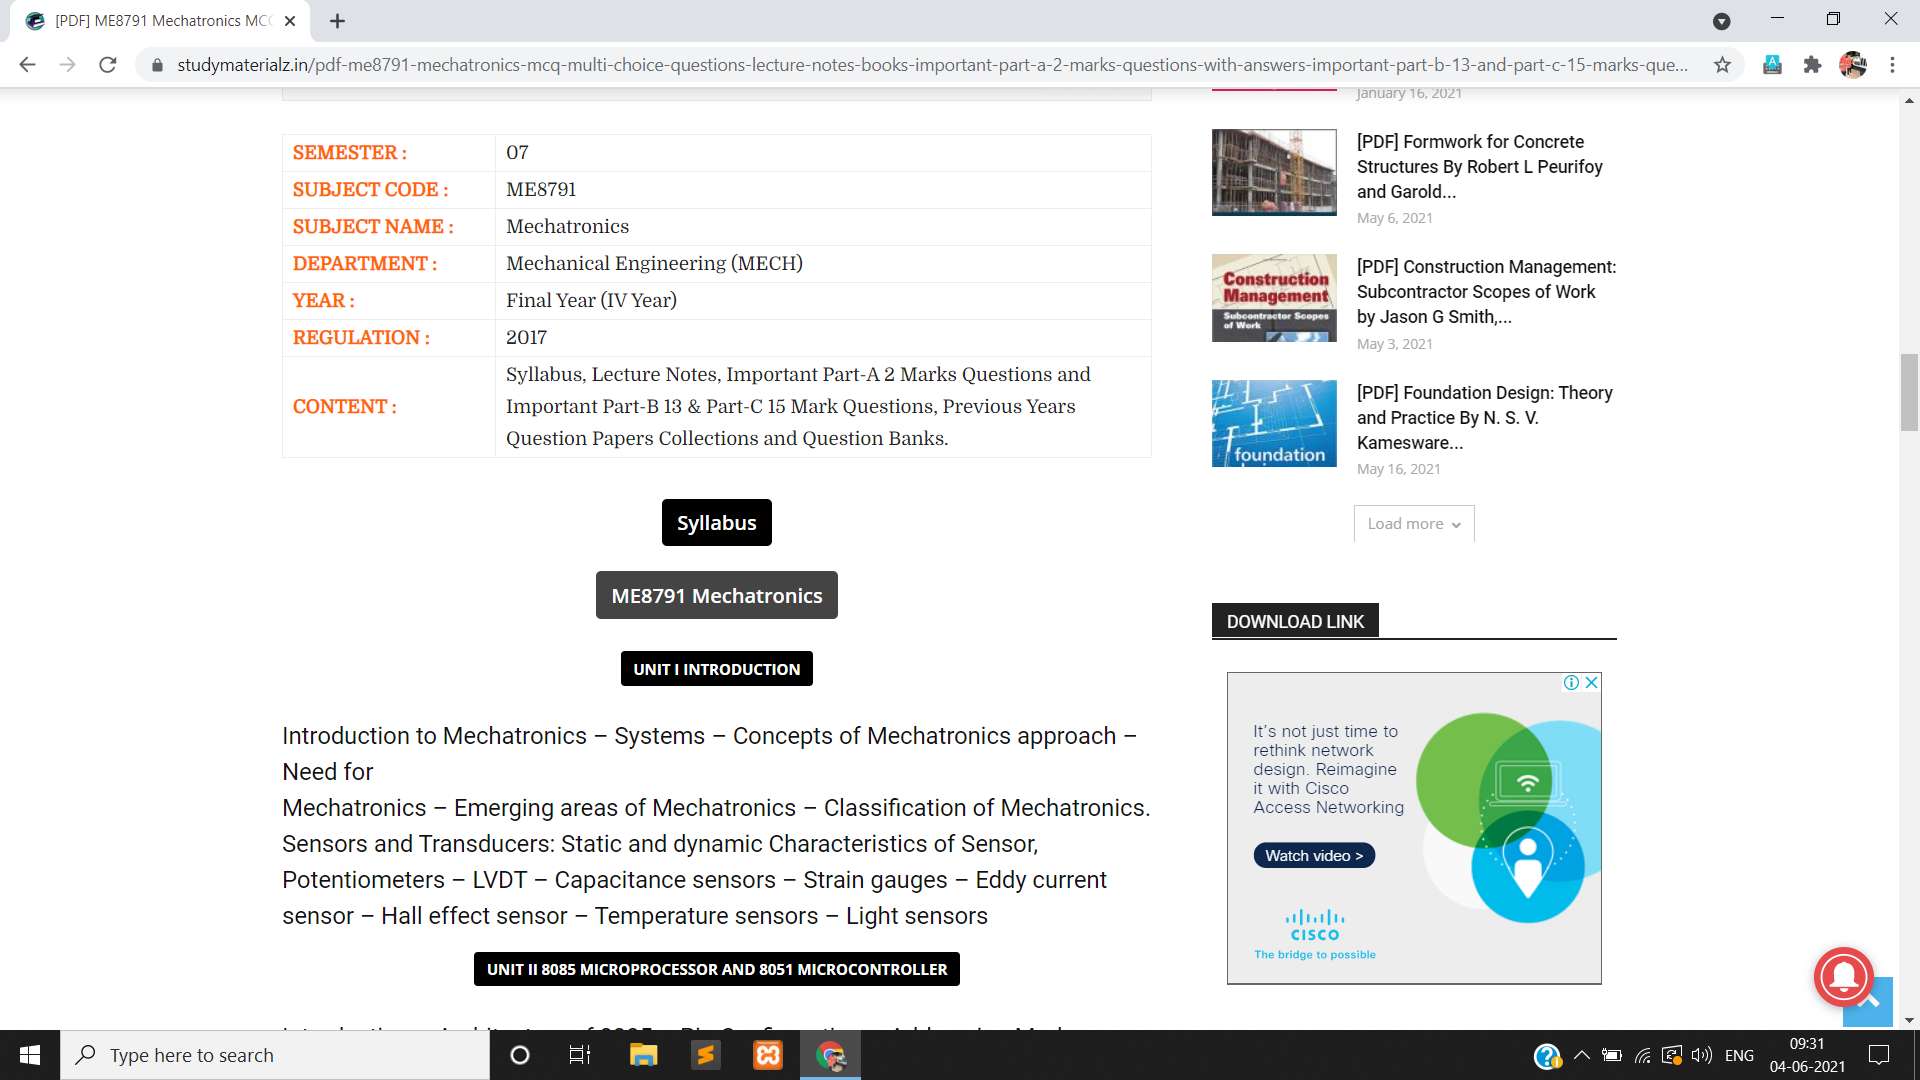 [PDF] ME8791 Mechatronics MCQ
studymaterialz.in/pdf-me8791-mechatronics-mcq-multi-choice-questions-lecture-notes-books-important-part-a-2-marks-questions-with-answers-important-part-b-13-and-part-c-15-marks-que...
SEMESTER : 07
SUBJECT CODE : ME8791
SUBJECT NAME : Mechatronics
DEPARTMENT : Mechanical Engineering (MECH)
YEAR : Final Year (IV Year)
REGULATION : 2017
CONTENT : Syllabus, Lecture Notes, Important Part-A 2 Marks Questions and
Important Part-B 13 & Part-C 15 Mark Questions, Previous Years
Question Papers Collections and Question Banks.
Syllabus
ME8791 Mechatronics
UNIT I INTRODUCTION
Introduction to Mechatronics – Systems – Concepts of Mechatronics approach –
Need for
Mechatronics – Emerging areas of Mechatronics – Classification of Mechatronics.
Sensors and Transducers: Static and dynamic Characteristics of Sensor,
Potentiometers – LVDT – Capacitance sensors – Strain gauges – Eddy current
sensor – Hall effect sensor – Temperature sensors – Light sensors
UNIT II 8085 MICROPROCESSOR AND 8051 MICROCONTROLLER
January 16, 2021
[PDF] Formwork for Concrete
Structures By Robert L Peurifoy
and Garold...
May 6, 2021
Construction
Management
Subcontractor Scopes
of Work
[PDF] Construction Management:
Subcontractor Scopes of Work
by Jason G Smith,...
May 3, 2021
foundation
[PDF] Foundation Design: Theory
and Practice By N. S. V.
Kamesware...
May 16, 2021
Load more
DOWNLOAD LINK
It's not just time to
rethink network
design. Reimagine
it with Cisco
Access Networking
Watch video >
CISCO
The bridge to possible
Type here to search
ENG
09:31
04-06-2021